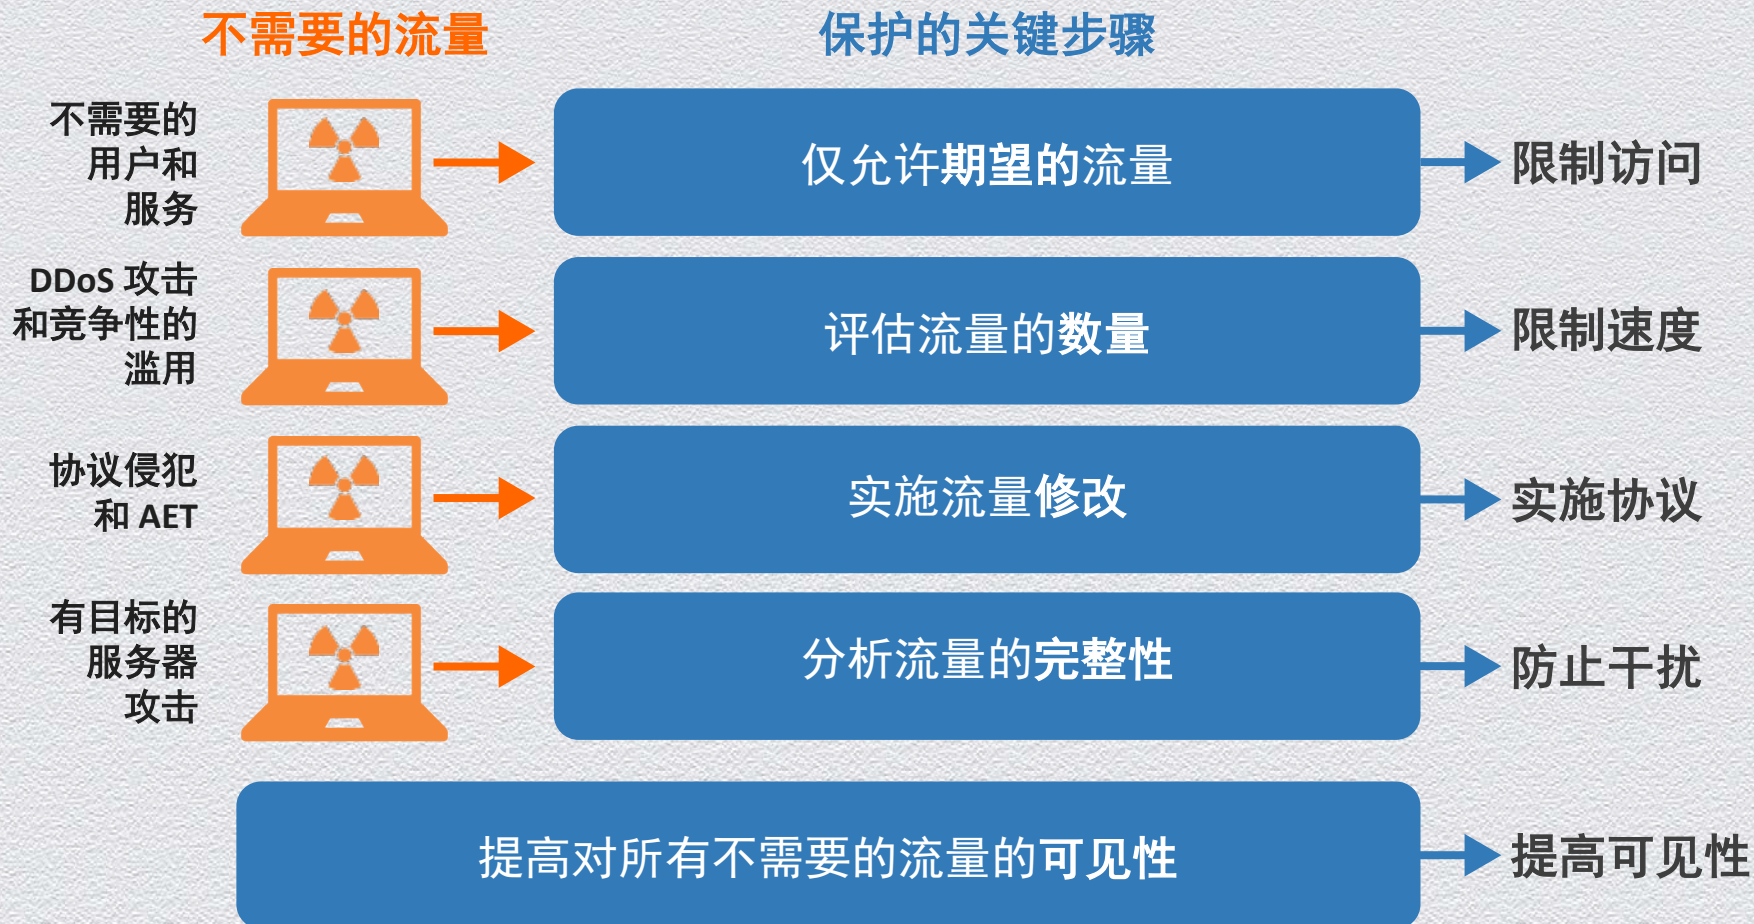 不需要的流量
保护的关键步骤
不需要的
用户和
服务
仅允许期望的流量
限制访问
DDoS 攻击
和竞争性的
滥用
评估流量的数量
限制速度
协议侵犯
和 AET
实施流量修改
实施协议
有目标的
服务器
攻击
分析流量的完整性
防止干扰
提高对所有不需要的流量的可见性
提高可见性